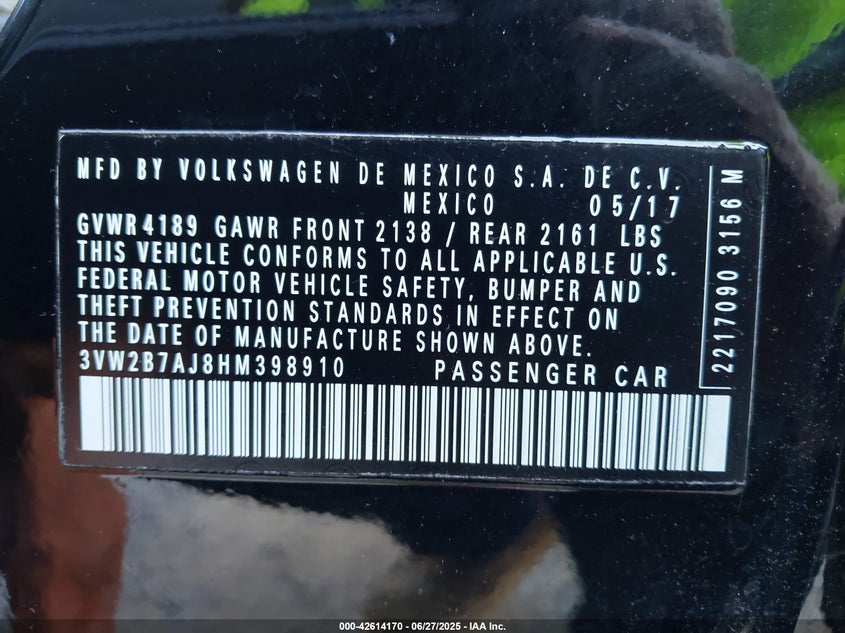 MFD BY VOLKSWAGEN DE MEXICO S.A. DE C.V.
MEXICO 05/17
GVWR 4189 GAWR FRONT 2138 / REAR 2161 LBS
THIS VEHICLE CONFORMS TO ALL APPLICABLE U.S.
FEDERAL MOTOR VEHICLE SAFETY, BUMPER AND
THEFT PREVENTION STANDARDS IN EFFECT ON
THE DATE OF MANUFACTURE SHOWN ABOVE.
3VW2B7AJ8HM398910 PASSENGER CAR
2217090 3156 M
000-42614170 - 06/27/2025 - IAA Inc.